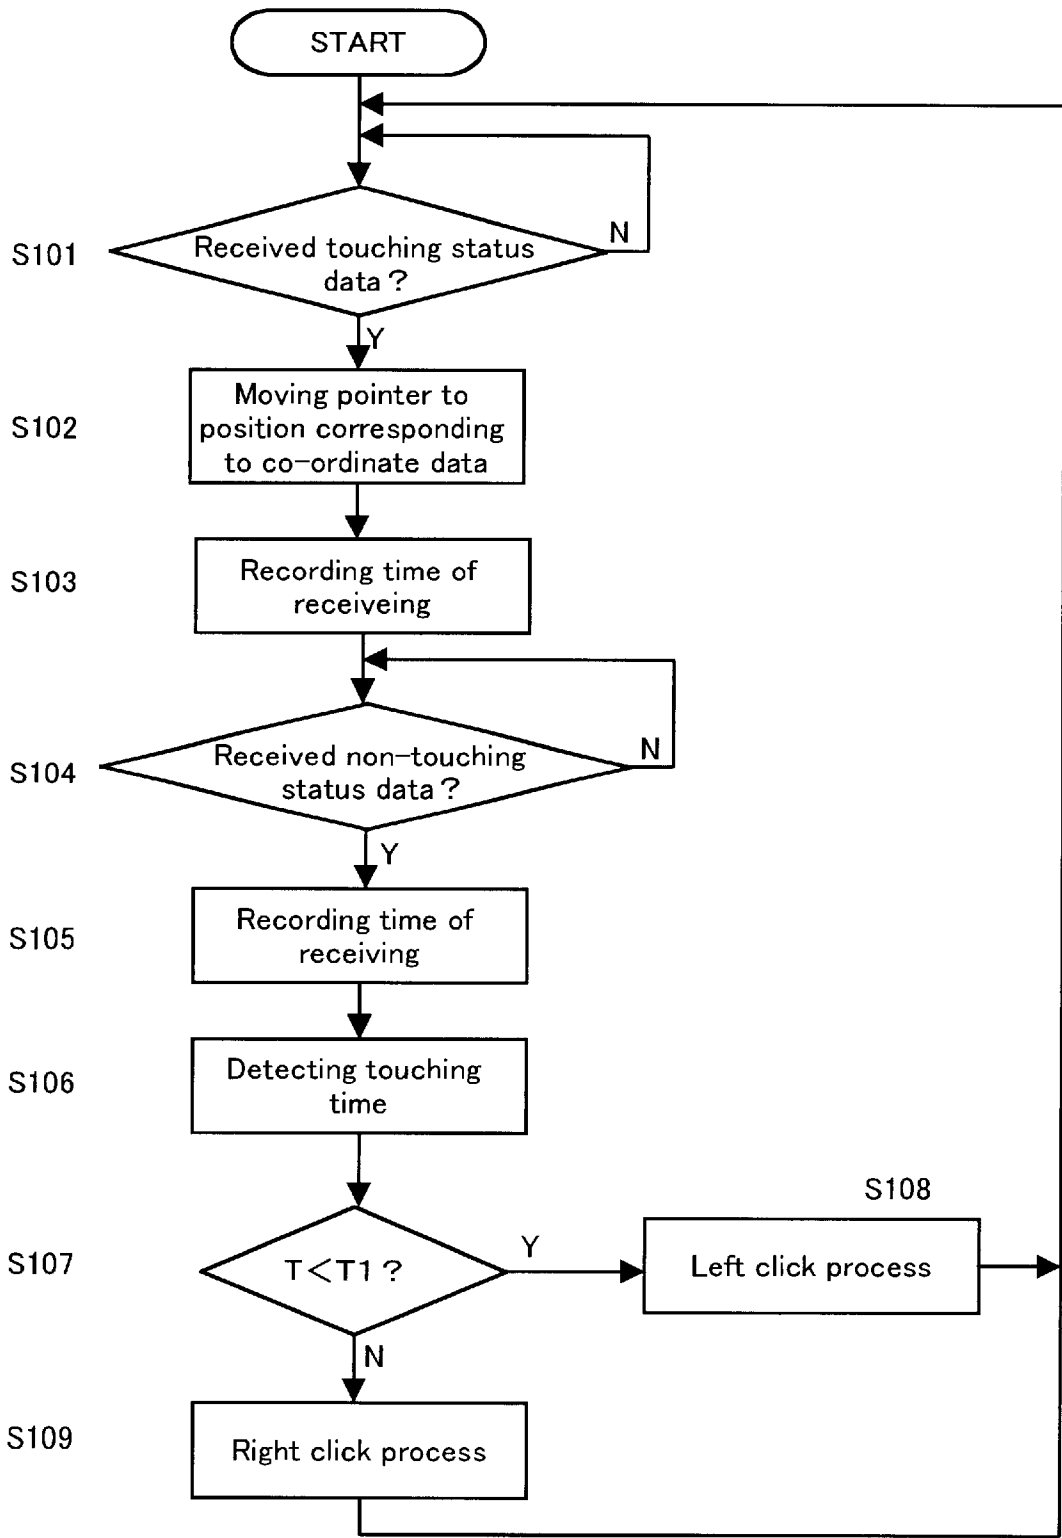 START
S101
Received touching status
data?
N
Y
S102
Moving pointer to
position corresponding
to co-ordinate data
S103
Recording time of
receiveing
S104
Received non-touching
status data?
N
Y
S105
Recording time of
receiving
S106
Detecting touching
time
S107
T<T1?
Y
S108
Left click process
N
S109
Right click process